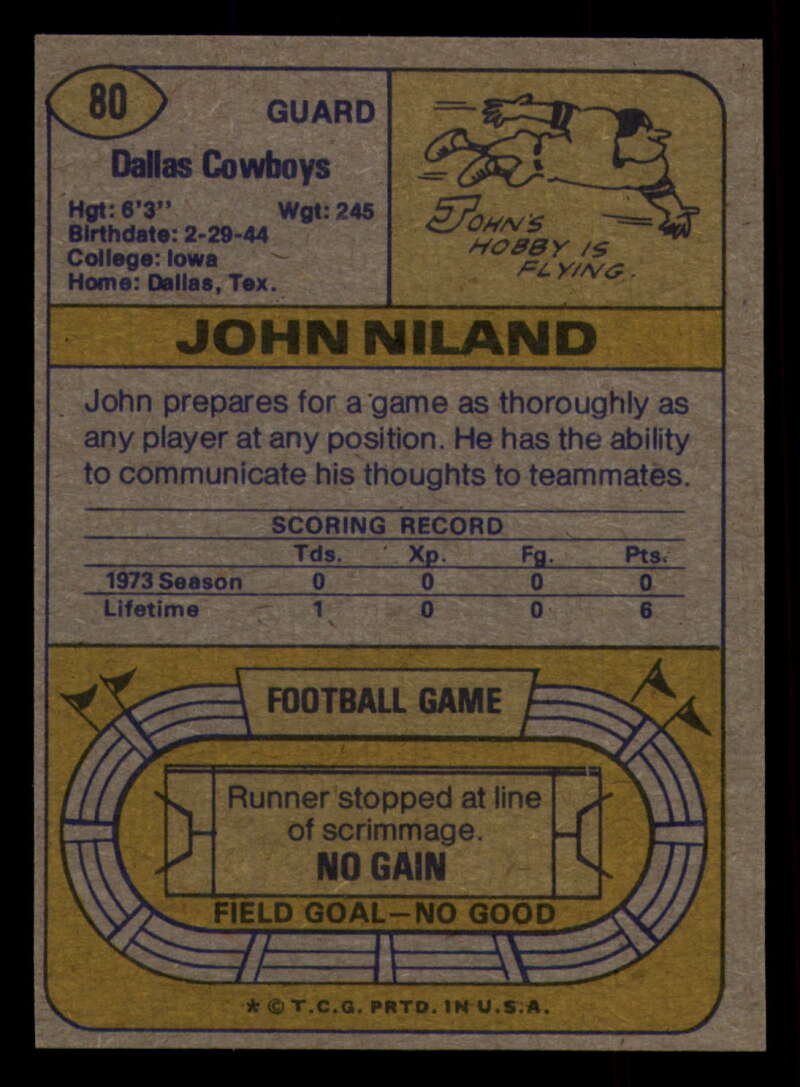 80
GUARD
Dallas Cowboys
Hgt: 6'3" Wgt: 245
Birthdate: 2-29-44
College: Iowa
Home: Dallas, Tex.
JOHN'S
HOBBY IS
FLYING.
JOHN NILAND
John prepares for a game as thoroughly as
any player at any position. He has the ability
to communicate his thoughts to teammates.
SCORING RECORD
Tds. Xp. Fg. Pts.
1973 Season 0 0 0 0
Lifetime 1 0 0 6
FOOTBALL GAME
Runner stopped at line
of scrimmage.
NO GAIN
FIELD GOAL—NO GOOD
* © T.C.G. PRTD. IN U.S.A.